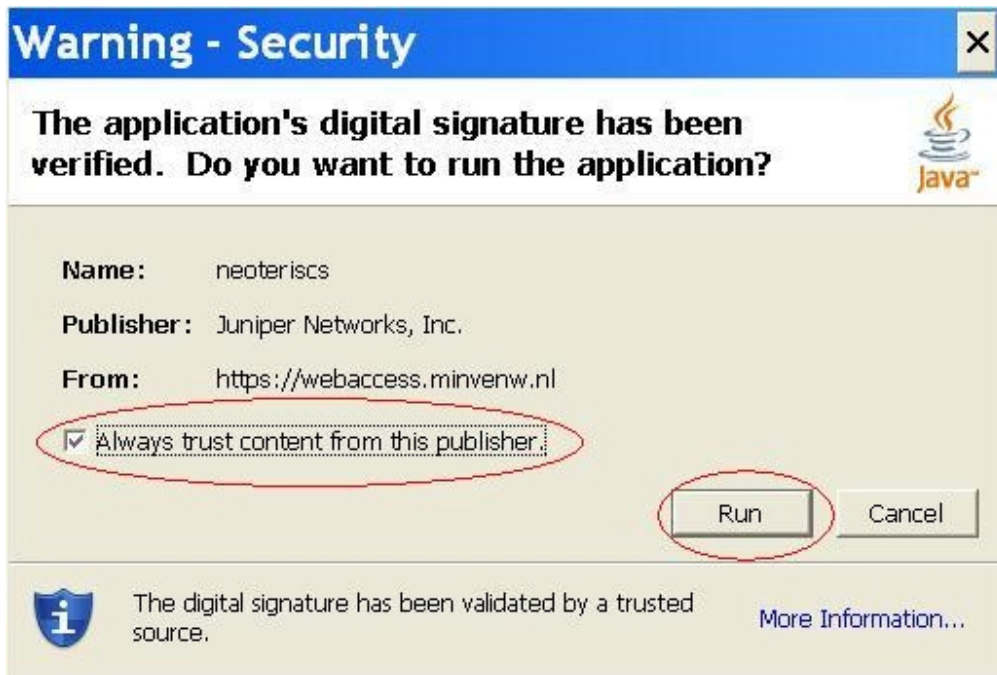 Warning - Security
The application's digital signature has been
verified. Do you want to run the application?
Java™
Name: neoteriscs
Publisher: Juniper Networks, Inc.
From: https://webaccess.minvenw.nl
Always trust content from this publisher.
Run Cancel
The digital signature has been validated by a trusted
source.
More Information...